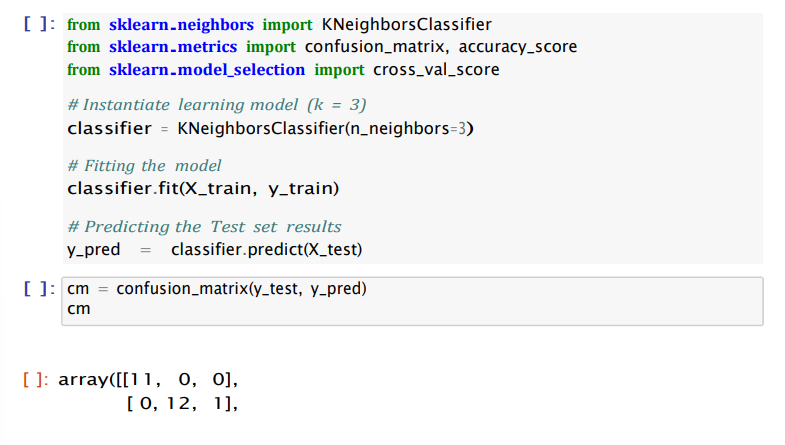 [ ]: from sklearn.neighbors import KNeighborsClassifier
from sklearn.metrics import confusion_matrix, accuracy_score
from sklearn.model_selection import cross_val_score
# Instantiate learning model (k = 3)
classifier = KNeighborsClassifier(n_neighbors=3)
# Fitting the model
classifier.fit(X_train, y_train)
# Predicting the Test set results
y_pred = classifier.predict(X_test)
[ ]: cm = confusion_matrix(y_test, y_pred)
cm
[ ]: array([[11, 0, 0],
[ 0, 12, 1],